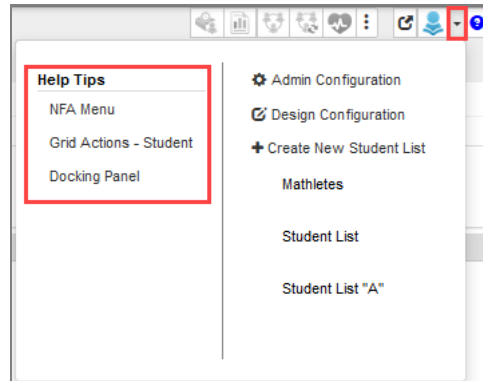 Help Tips
NFA Menu
Grid Actions - Student
Docking Panel
Admin Configuration
Design Configuration
Create New Student List
Mathletes
Student List
Student List "A"